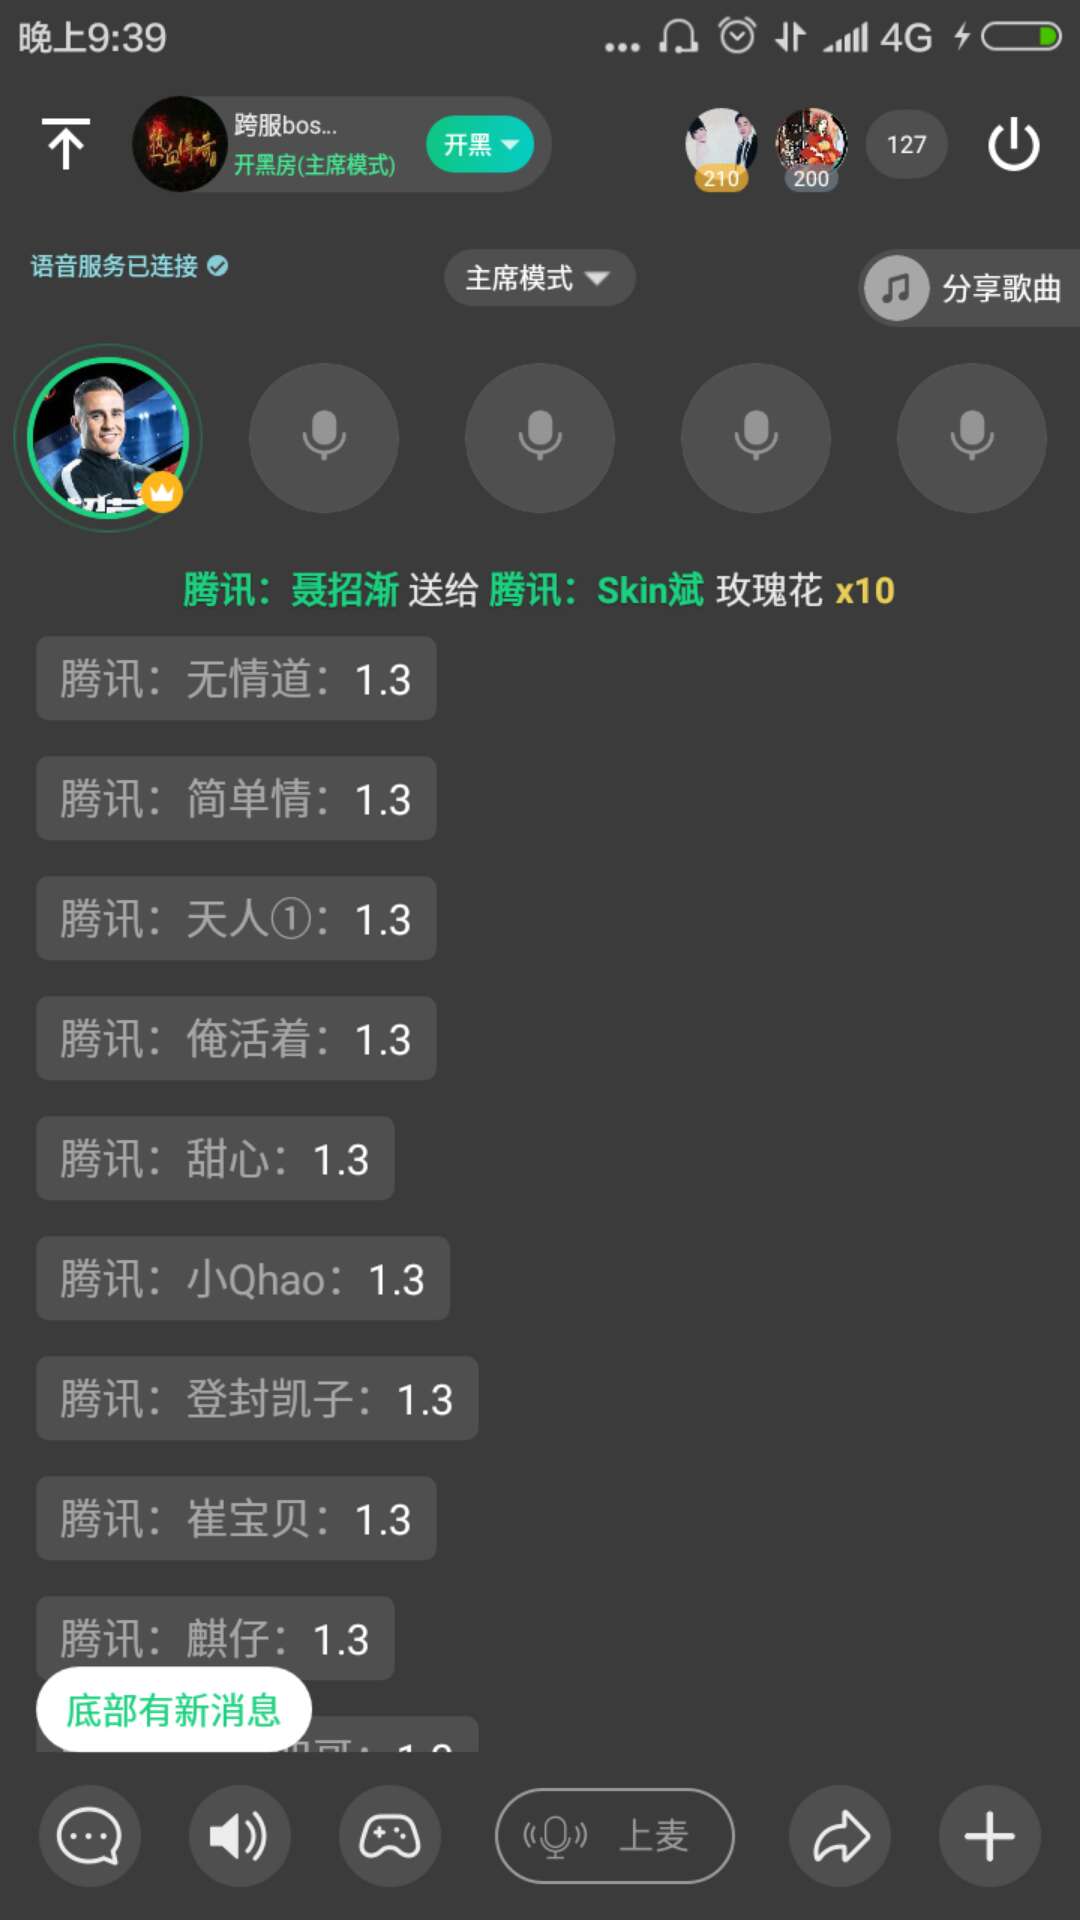 晚上9:39
4G
跨服bos...
开黑房(主席模式)
开黑
热血传奇
210
200
127
语音服务已连接
主席模式
分享歌曲
腾讯：聂招渐 送给 腾讯：Skin斌 玫瑰花 x10
腾讯：无情道：1.3
腾讯：简单情：1.3
腾讯：天人①：1.3
腾讯：俺活着：1.3
腾讯：甜心：1.3
腾讯：小Qhao：1.3
腾讯：登封凯子：1.3
腾讯：崔宝贝：1.3
腾讯：麒仔：1.3
底部有新消息
上麦